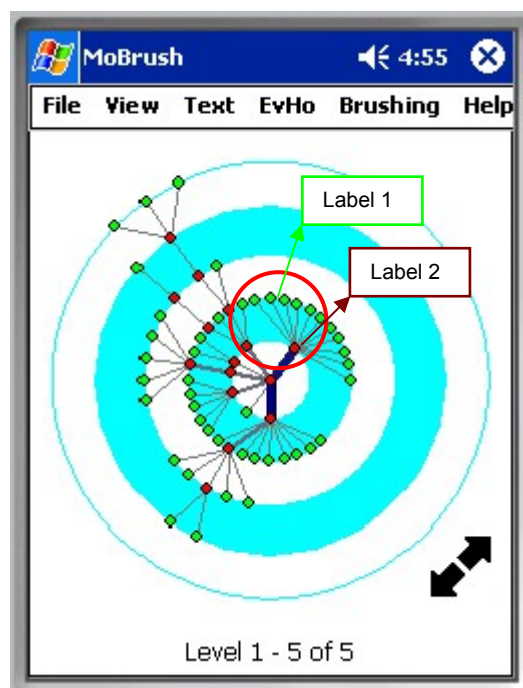 MoBrush 4:55
File View Text EvHo Brushing Help
Label 1
Label 2
Level 1 - 5 of 5